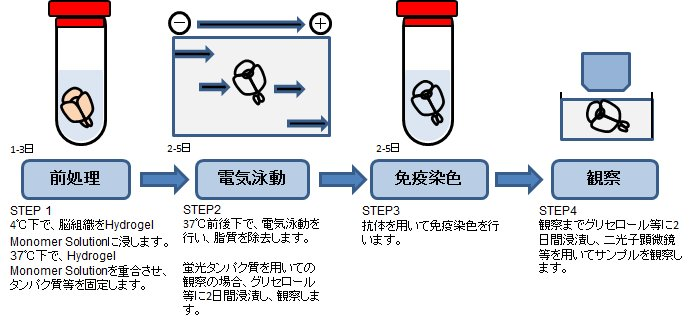 − +
1-3日
2-5日
2-5日
前処理
電気泳動
免疫染色
観察
STEP 1
4℃下で、脳組織をHydrogel
Monomer Solutionに浸します。
37℃下で、Hydrogel
Monomer Solutionを重合させ、
タンパク質等を固定します。
STEP2
37℃前後下で、電気泳動を
行い、脂質を除去します。
蛍光タンパク質を用いての
観察の場合、グリセロール
等に2日間浸漬し、観察しま
す。
STEP3
抗体を用いて免疫染色を行
います。
STEP4
観察までグリセロール等に2
日間浸漬し、二光子顕微鏡
等を用いてサンプルを観察し
ます。